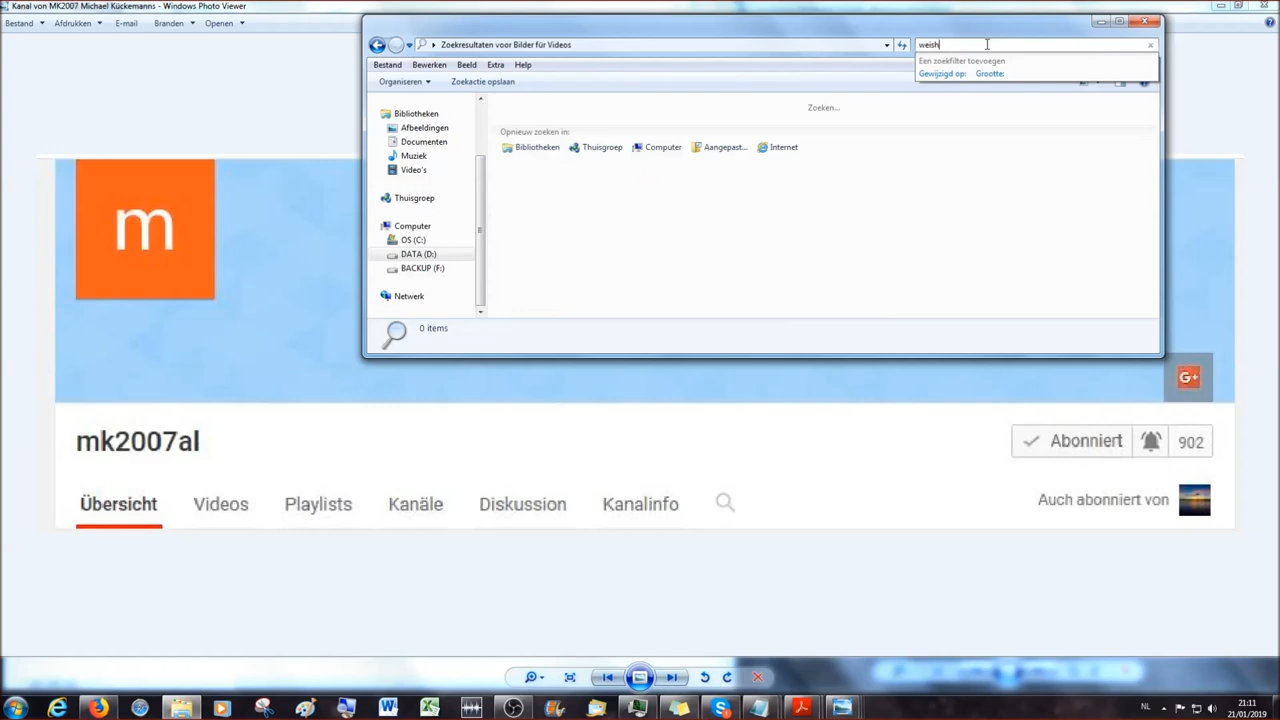 Kanal von MK2007 Michael Kückemanns - Windows Photo Viewer
Bestand Afdrukken E-mail Branden Openen
Zoekresultaten voor Bilder für Videos
weish
Een zoekfilter toevoegen
Gewijzigd op: Grootte:
Bestand Bewerken Beeld Extra Help
Organiseren Zoekactie opslaan
Bibliotheken
Afbeeldingen
Documenten
Muziek
Video's
Thuisgroep
Computer
OS (C:)
DATA (D:)
BACKUP (F:)
Netwerk
Zoeken...
Opnieuw zoeken in:
Bibliotheken Thuisgroep Computer Aangepast... Internet
0 items
m
G+
mk2007al
Abonniert 902
Übersicht Videos Playlists Kanäle Diskussion Kanalinfo
Auch abonniert von
NL
21:11
21/01/2019